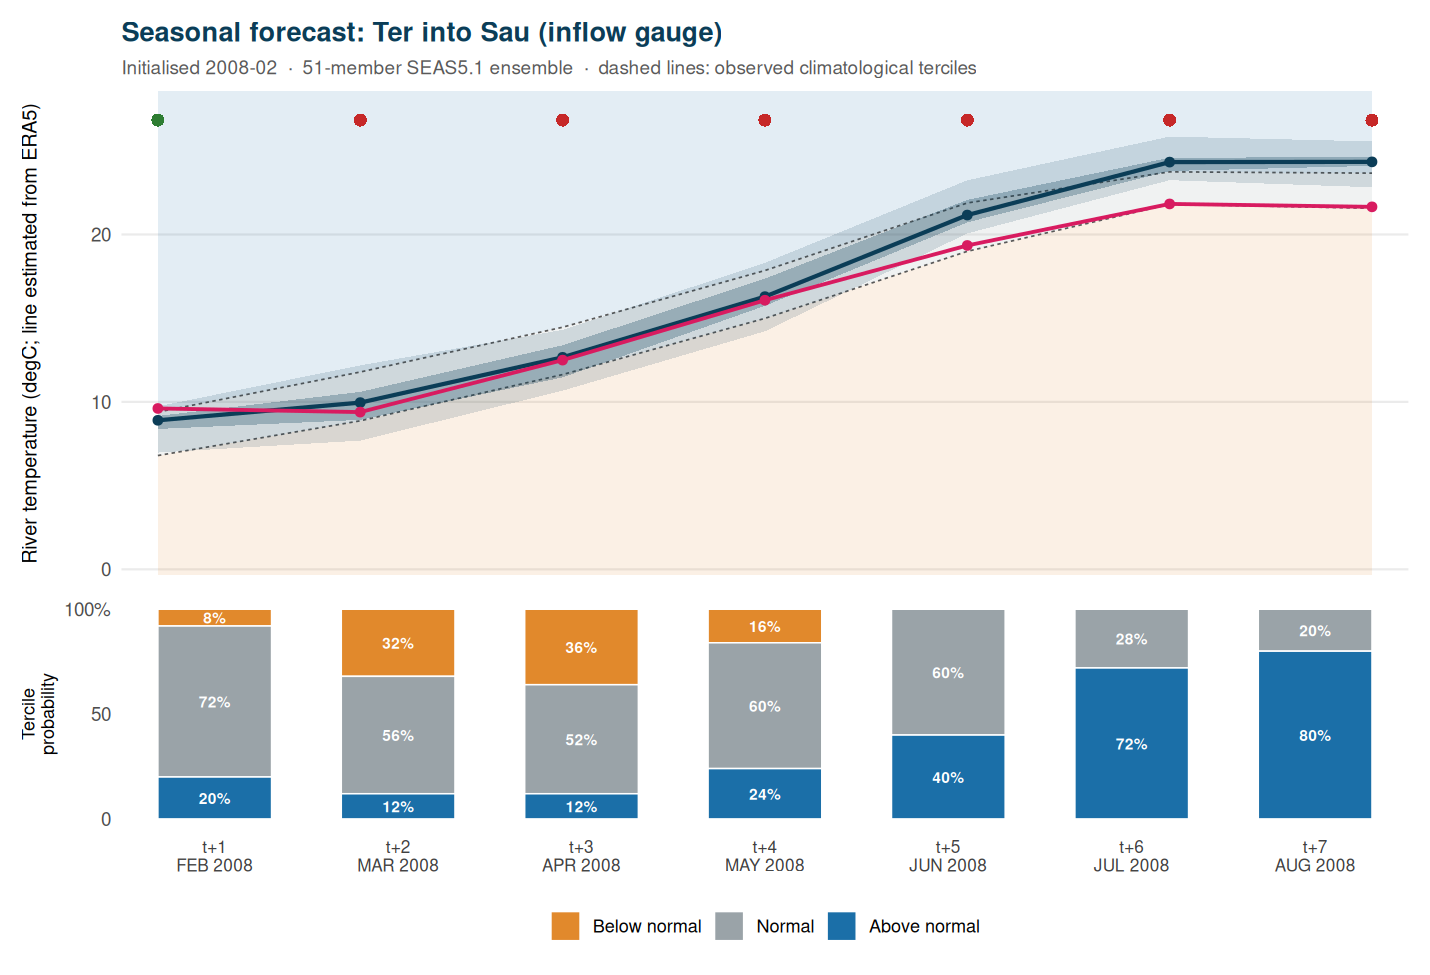 Seasonal forecast: Ter into Sau (inflow gauge)
Initialised 2008-02 · 51-member SEAS5.1 ensemble · dashed lines: observed climatological terciles
River temperature (degC; line estimated from ERA5)
20
10
0
Tercile
probability
100%
50
0
8%
72%
20%
32%
56%
12%
36%
52%
12%
16%
60%
24%
60%
40%
28%
72%
20%
80%
t+1
FEB 2008
t+2
MAR 2008
t+3
APR 2008
t+4
MAY 2008
t+5
JUN 2008
t+6
JUL 2008
t+7
AUG 2008
Below normal
Normal
Above normal